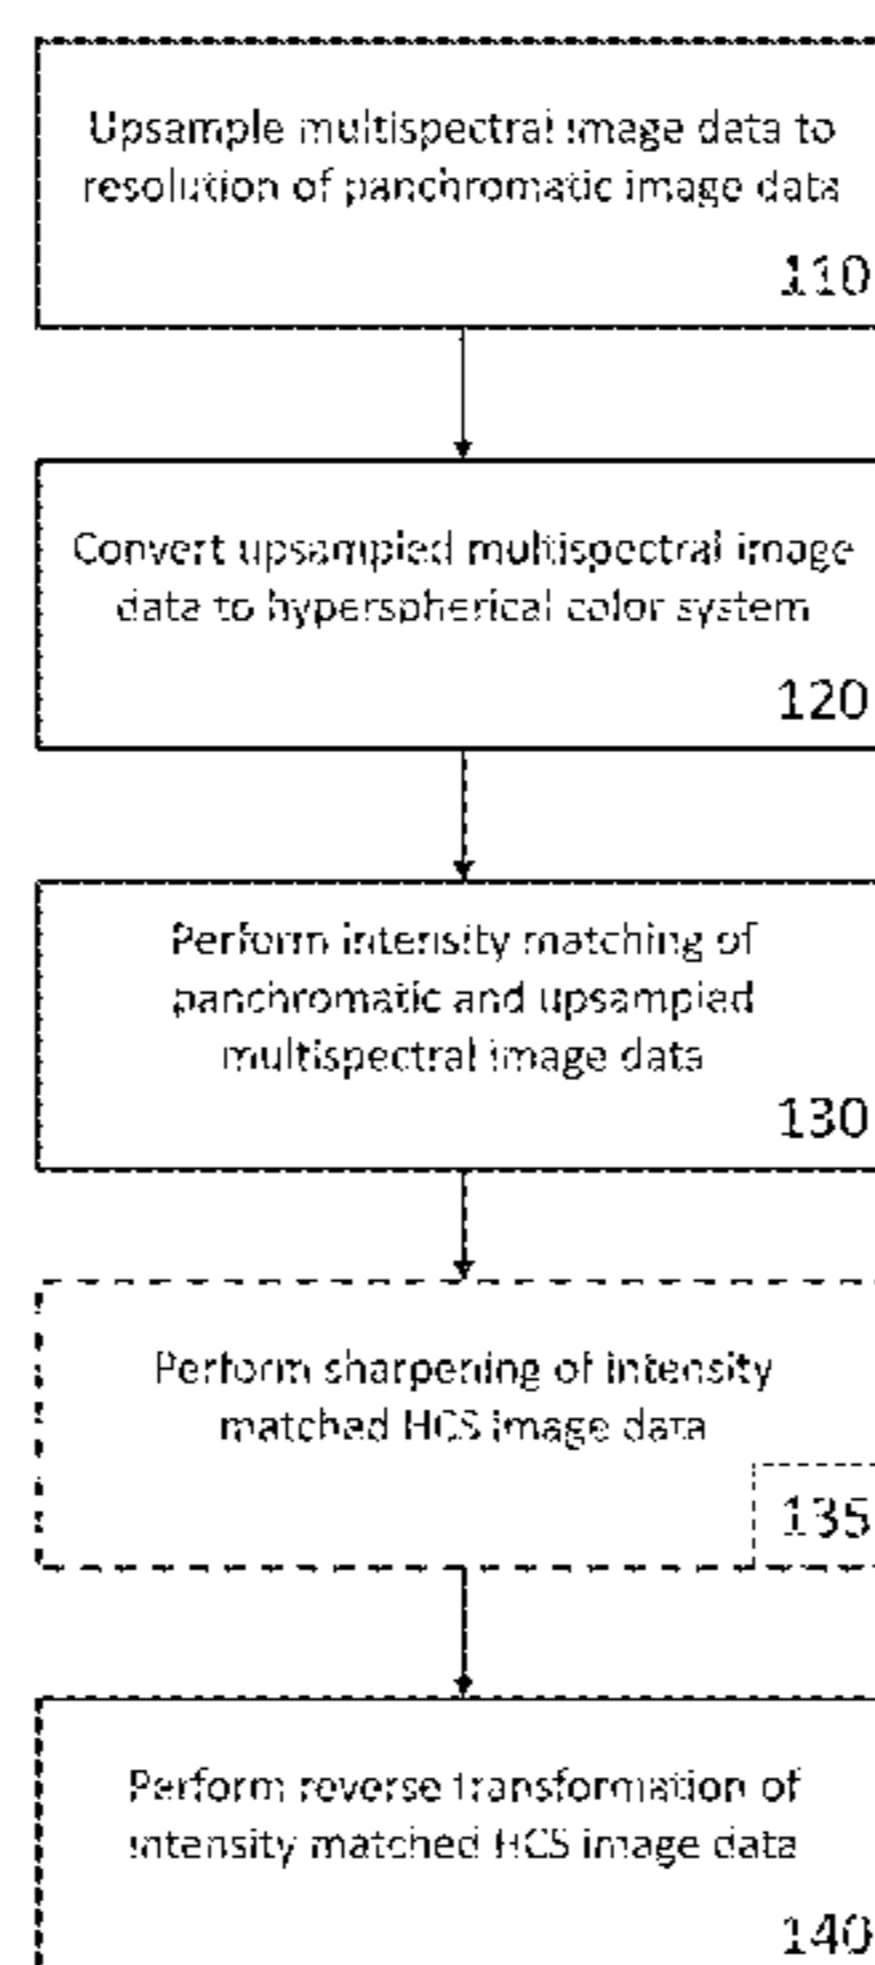 Upsample multispectral image data to
resolution of panchromatic image data
110
Convert upsampled multispectral image
data to hyperspherical color system
120
Perform intensity matching of
panchromatic and upsampled
multispectral image data
130
Perform sharpening of intensity
matched HCS image data
135
Perform reverse transformation of
intensity matched HCS image data
140